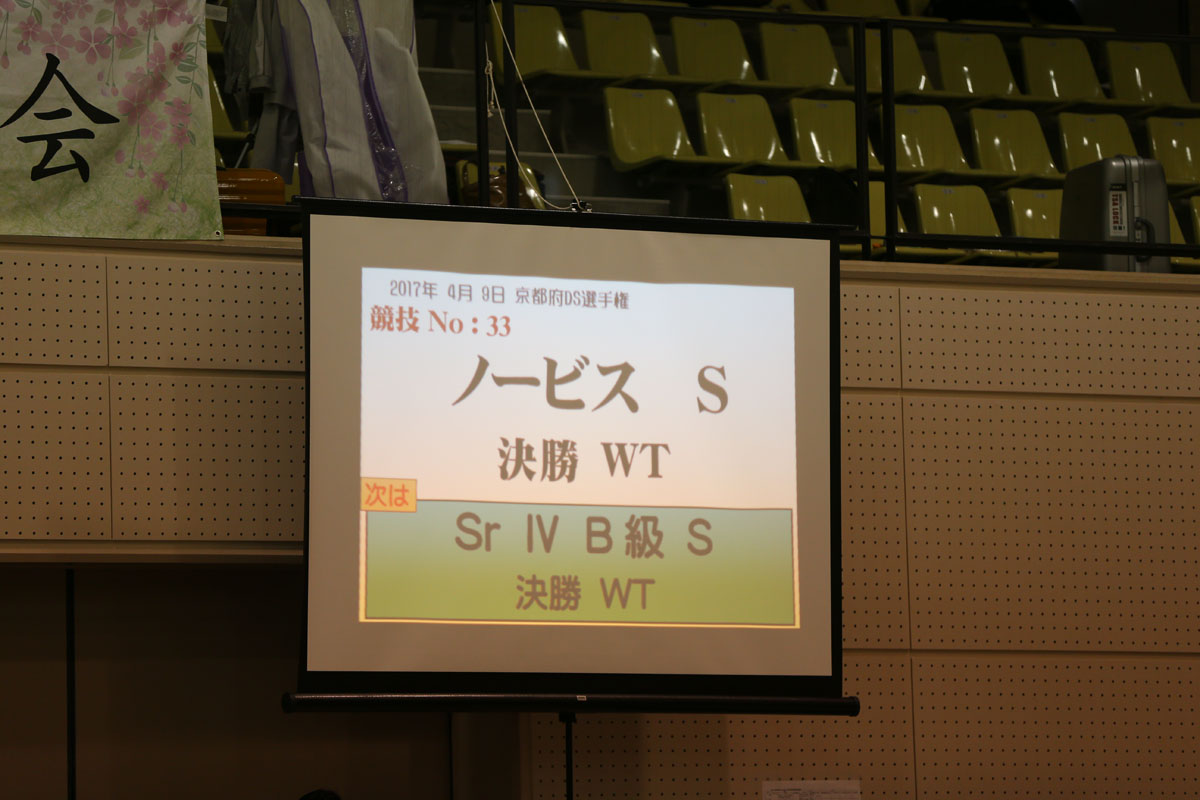 会
2017年 4月 9日 京都府DS選手権
競技 No：33
ノービス S
決勝 WT
次は
Sr Ⅳ B級 S
決勝 WT